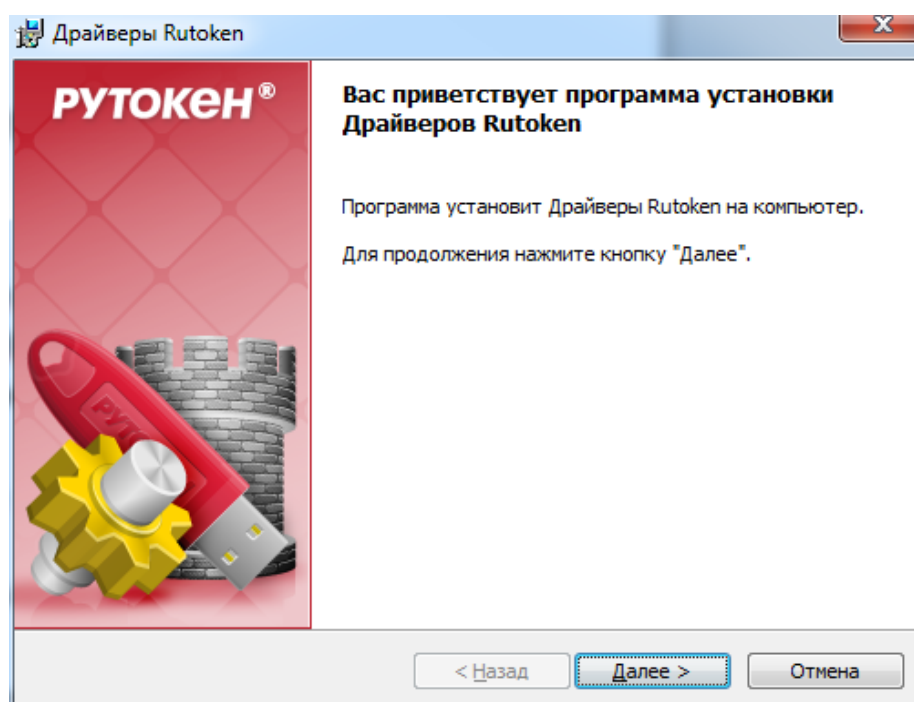 Драйверы Rutoken
РУТОКЕН®
Вас приветствует программа установки
Драйверов Rutoken
Программа установит Драйверы Rutoken на компьютер.
Для продолжения нажмите кнопку "Далее".
< Назад
Далее >
Отмена